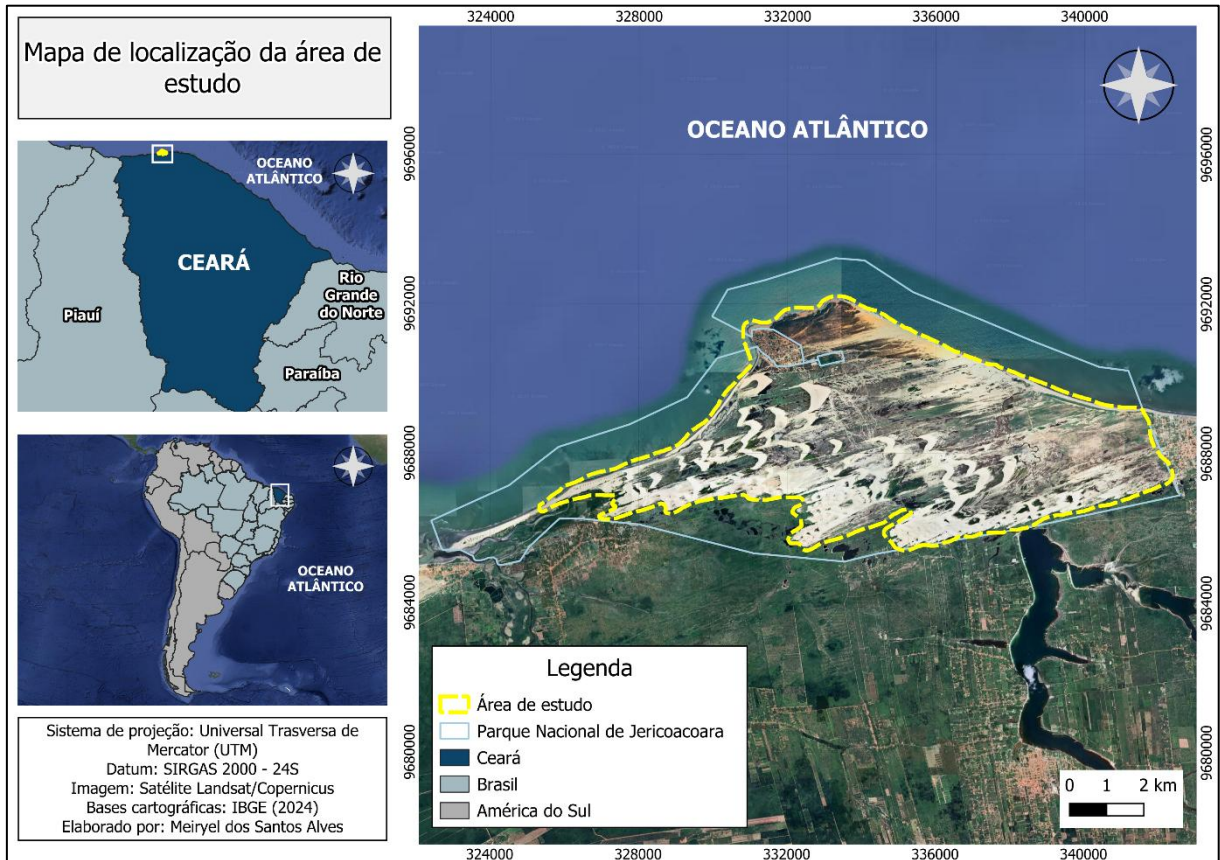 Mapa de localização da área de
estudo
OCEANO
ATLÂNTICO
CEARÁ
Piauí
Rio
Grande
do Norte
Paraíba
OCEANO
ATLÂNTICO
Sistema de projeção: Universal Trasversa de
Mercator (UTM)
Datum: SIRGAS 2000 - 24S
Imagem: Satélite Landsat/Copernicus
Bases cartográficas: IBGE (2024)
Elaborado por: Meiryel dos Santos Alves
324000 328000 332000 336000 340000
9696000
9692000
9688000
9684000
9680000
OCEANO ATLÂNTICO
9696000
9692000
9688000
9684000
9680000
Legenda
Área de estudo
Parque Nacional de Jericoacoara
Ceará
Brasil
América do Sul
0 1 2 km
324000 328000 332000 336000 340000